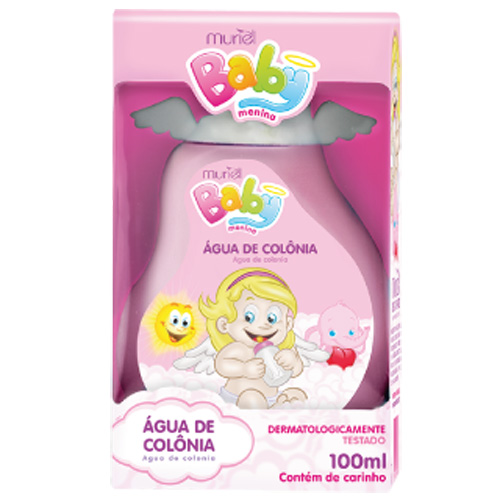 muriel
Baby
menina
muriel
Baby
menina
ÁGUA DE COLÔNIA
Agua de colonia
ÁGUA DE
COLÔNIA
Agua de colonia
DERMATOLOGICAMENTE
TESTADO
100ml
Contém de carinho